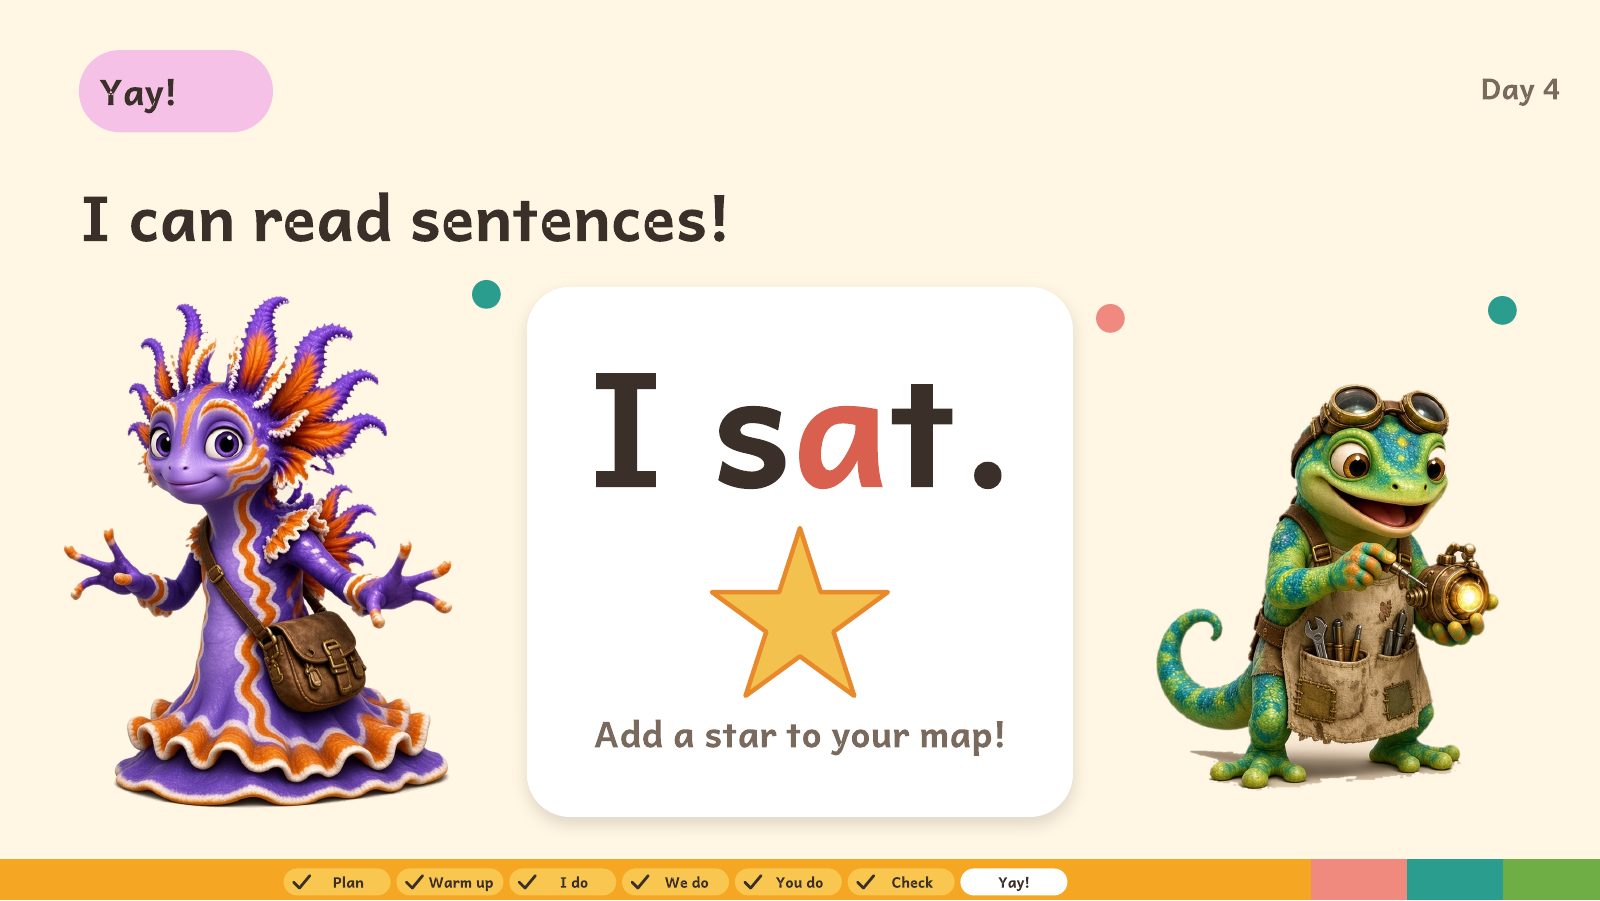 Yay!
Day 4
I can read sentences!
I sat.
Add a star to your map!
Plan
Warm up
I do
We do
You do
Check
Yay!